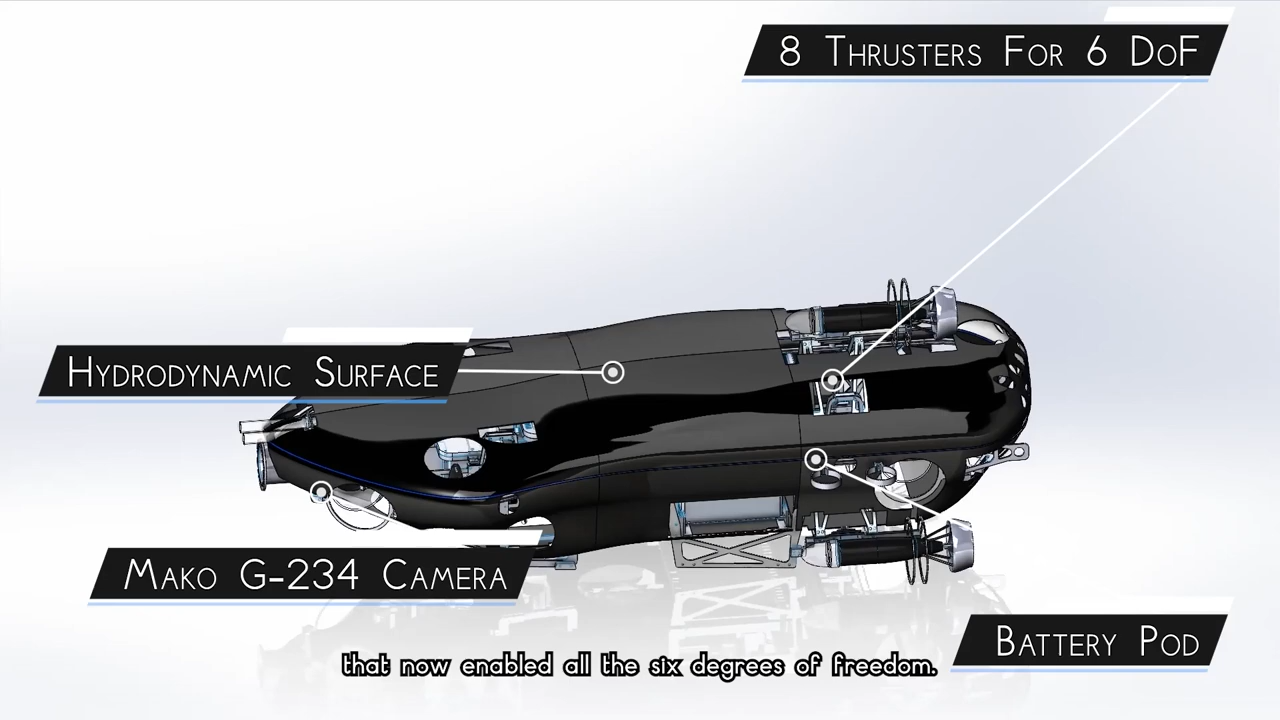 8 Thrusters For 6 DoF
Hydrodynamic Surface
Mako G-234 Camera
Battery Pod
that now enabled all the six degrees of freedom.